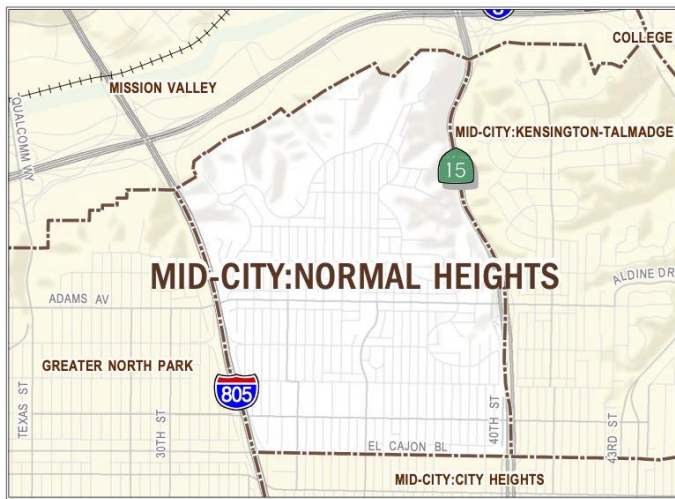 COLLEGE
MISSION VALLEY
QUALCOMM WY
MID-CITY:KENSINGTON-TALMADGE
15
MID-CITY:NORMAL HEIGHTS
ALDINE DR
ADAMS AV
GREATER NORTH PARK
805
TEXAS ST
30TH ST
40TH ST
43RD ST
EL CAJON BL
MID-CITY:CITY HEIGHTS